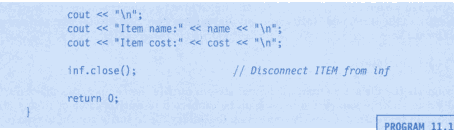 cout << "\n";
cout << "Item name:" << name << "\n";
cout << "Item cost:" << cost << "\n";
inf.close(); // Disconnect ITEM from inf
return 0;
}
PROGRAM 11.1